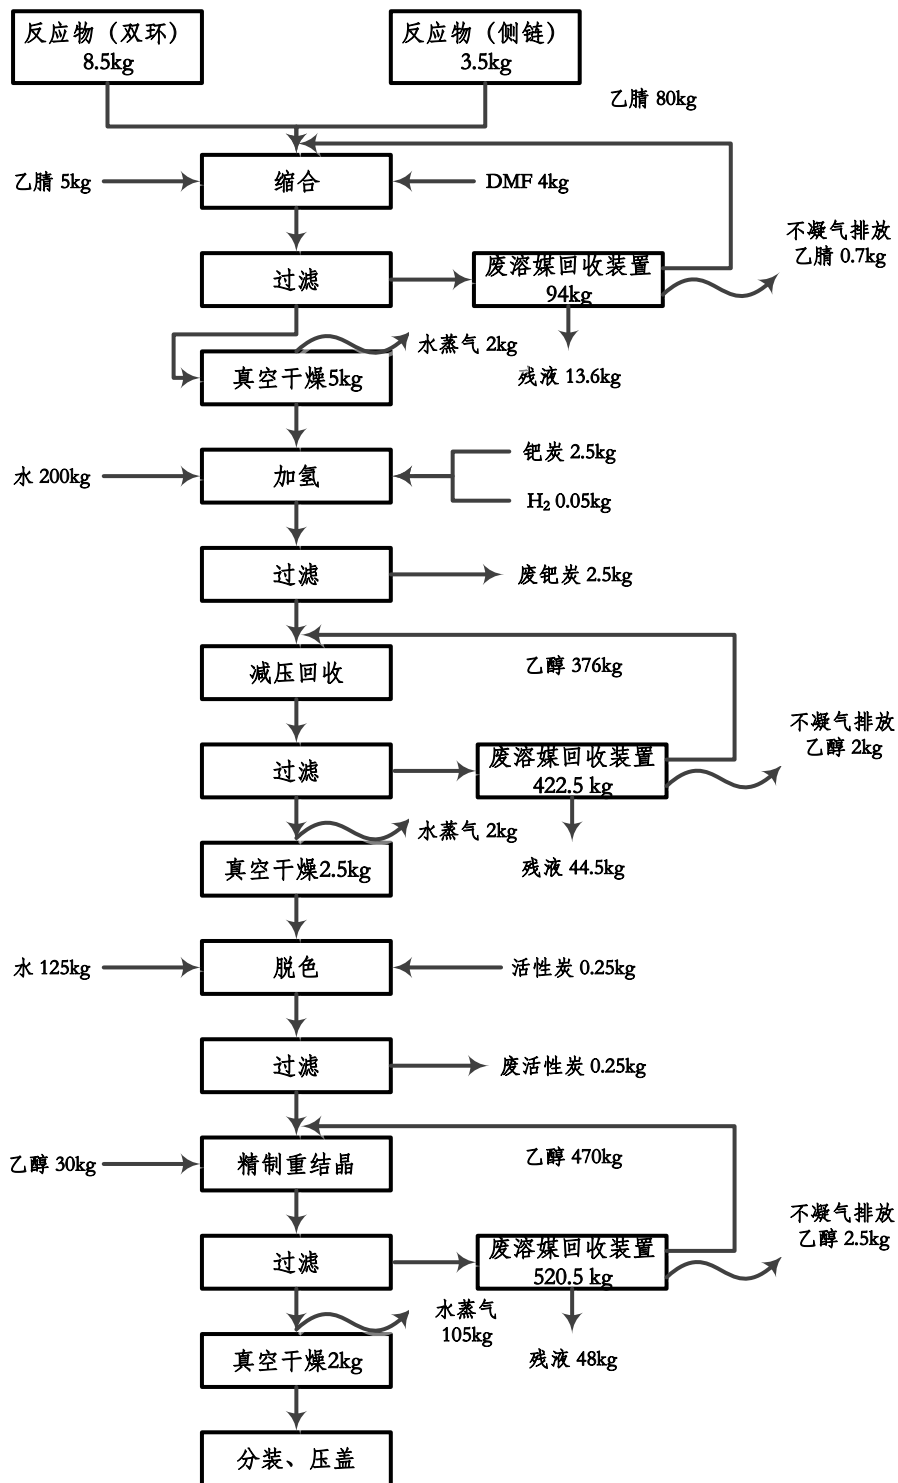 反应物（双环）
8.5kg
反应物（侧链）
3.5kg
乙腈 80kg
乙腈 5kg
缩合
DMF 4kg
过滤
废溶媒回收装置
94kg
不凝气排放
乙腈 0.7kg
水蒸气 2kg
残液 13.6kg
真空干燥5kg
水 200kg
加氢
钯炭 2.5kg
H₂ 0.05kg
过滤
废钯炭 2.5kg
减压回收
乙醇 376kg
过滤
废溶媒回收装置
422.5 kg
不凝气排放
乙醇 2kg
水蒸气 2kg
残液 44.5kg
真空干燥2.5kg
水 125kg
脱色
活性炭 0.25kg
过滤
废活性炭 0.25kg
乙醇 30kg
精制重结晶
乙醇 470kg
过滤
废溶媒回收装置
520.5 kg
不凝气排放
乙醇 2.5kg
水蒸气
105kg
残液 48kg
真空干燥2kg
分装、压盖